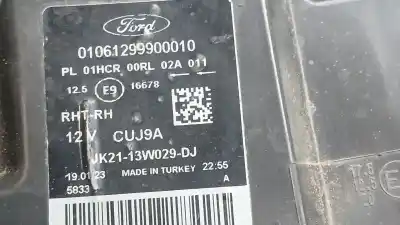 Ford
01061299900010
PL 01HCR 00RL 02A 011
12.5 E9 16678
RHT-RH
12 V CUJ9A
JK21-13W029-DJ
19.01.23 MADE IN TURKEY 22:55
5833 A